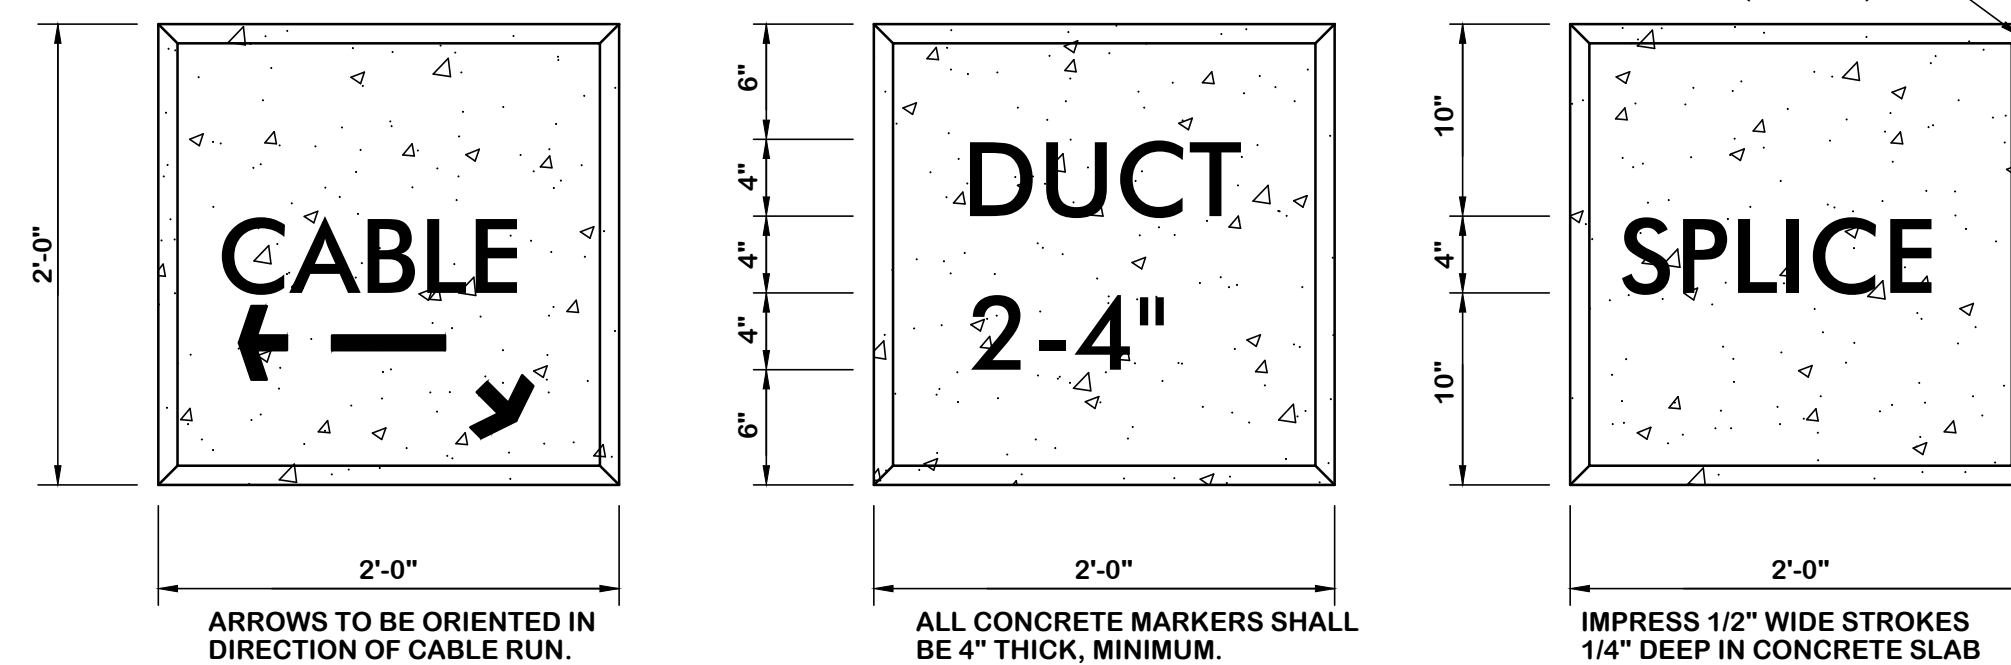 2'-0"
CABLE
2'-0"
ARROWS TO BE ORIENTED IN
DIRECTION OF CABLE RUN.
6"
4"
4"
4"
6"
DUCT
2-4"
2'-0"
ALL CONCRETE MARKERS SHALL
BE 4" THICK, MINIMUM.
10"
4"
10"
SPLICE
2'-0"
IMPRESS 1/2" WIDE STROKES
1/4" DEEP IN CONCRETE SLAB